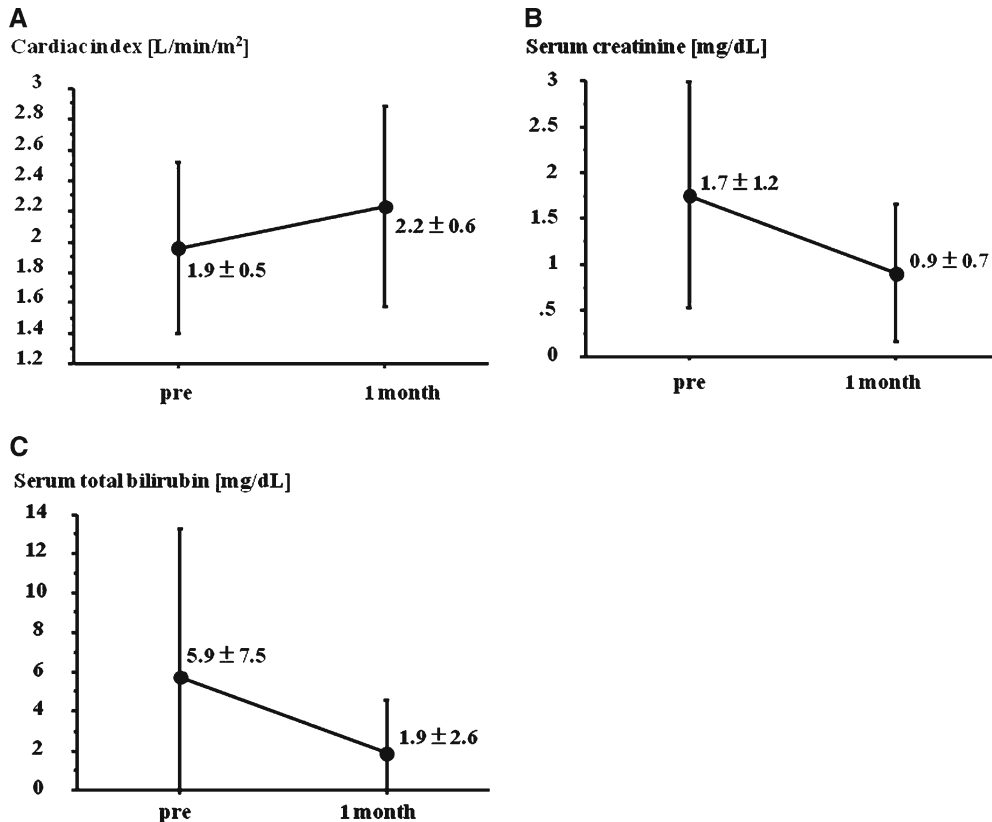 A
Cardiac index [L/min/m²]
3
2.8
2.6
2.4
2.2
2
1.8
1.6
1.4
1.2
1.9 ± 0.5
2.2 ± 0.6
pre
1 month
B
Serum creatinine [mg/dL]
3
2.5
2
1.5
1
.5
0
1.7 ± 1.2
0.9 ± 0.7
pre
1 month
C
Serum total bilirubin [mg/dL]
14
12
10
8
6
4
2
0
5.9 ± 7.5
1.9 ± 2.6
pre
1 month